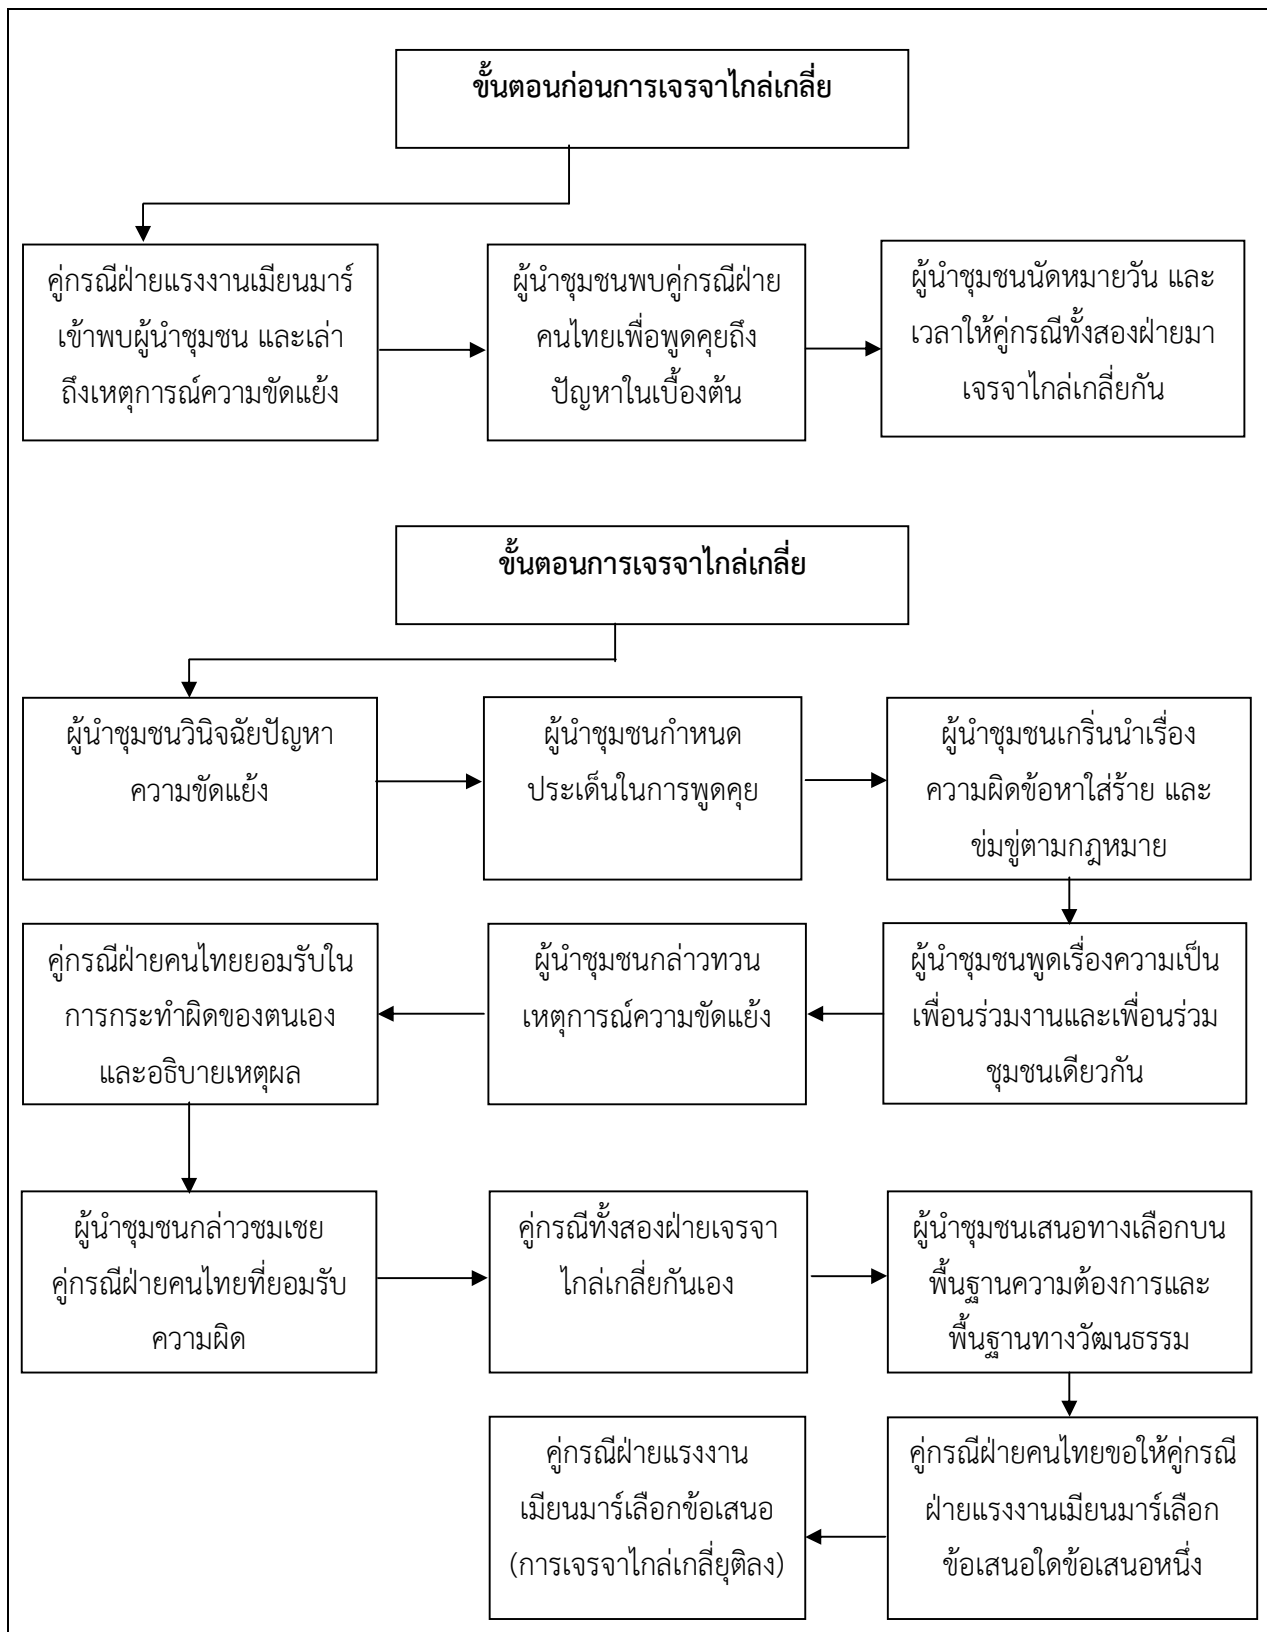 ขั้นตอนก่อนการเจรจาไกล่เกลี่ย
คู่กรณีฝ่ายแรงงานเมียนมาร์
เข้าพบผู้นำชุมชน และเล่า
ถึงเหตุการณ์ความขัดแย้ง
ผู้นำชุมชนพบคู่กรณีฝ่าย
คนไทยเพื่อพูดคุยถึง
ปัญหาในเบื้องต้น
ผู้นำชุมชนนัดหมายวัน และ
เวลาให้คู่กรณีทั้งสองฝ่ายมา
เจรจาไกล่เกลี่ยกัน
ขั้นตอนการเจรจาไกล่เกลี่ย
ผู้นำชุมชนวินิจฉัยปัญหา
ความขัดแย้ง
ผู้นำชุมชนกำหนด
ประเด็นในการพูดคุย
ผู้นำชุมชนเกริ่นนำเรื่อง
ความผิดข้อหาใส่ร้าย และ
ข่มขู่ตามกฎหมาย
ผู้นำชุมชนพูดเรื่องความเป็น
เพื่อนร่วมงานและเพื่อนร่วม
ชุมชนเดียวกัน
ผู้นำชุมชนกล่าวทวน
เหตุการณ์ความขัดแย้ง
คู่กรณีฝ่ายคนไทยยอมรับใน
การกระทำผิดของตนเอง
และอธิบายเหตุผล
ผู้นำชุมชนกล่าวชมเชย
คู่กรณีฝ่ายคนไทยที่ยอมรับ
ความผิด
คู่กรณีทั้งสองฝ่ายเจรจา
ไกล่เกลี่ยกันเอง
ผู้นำชุมชนเสนอทางเลือกบน
พื้นฐานความต้องการและ
พื้นฐานทางวัฒนธรรม
คู่กรณีฝ่ายคนไทยขอให้คู่กรณี
ฝ่ายแรงงานเมียนมาร์เลือก
ข้อเสนอใดข้อเสนอหนึ่ง
คู่กรณีฝ่ายแรงงาน
เมียนมาร์เลือกข้อเสนอ
(การเจรจาไกล่เกลี่ยยุติลง)